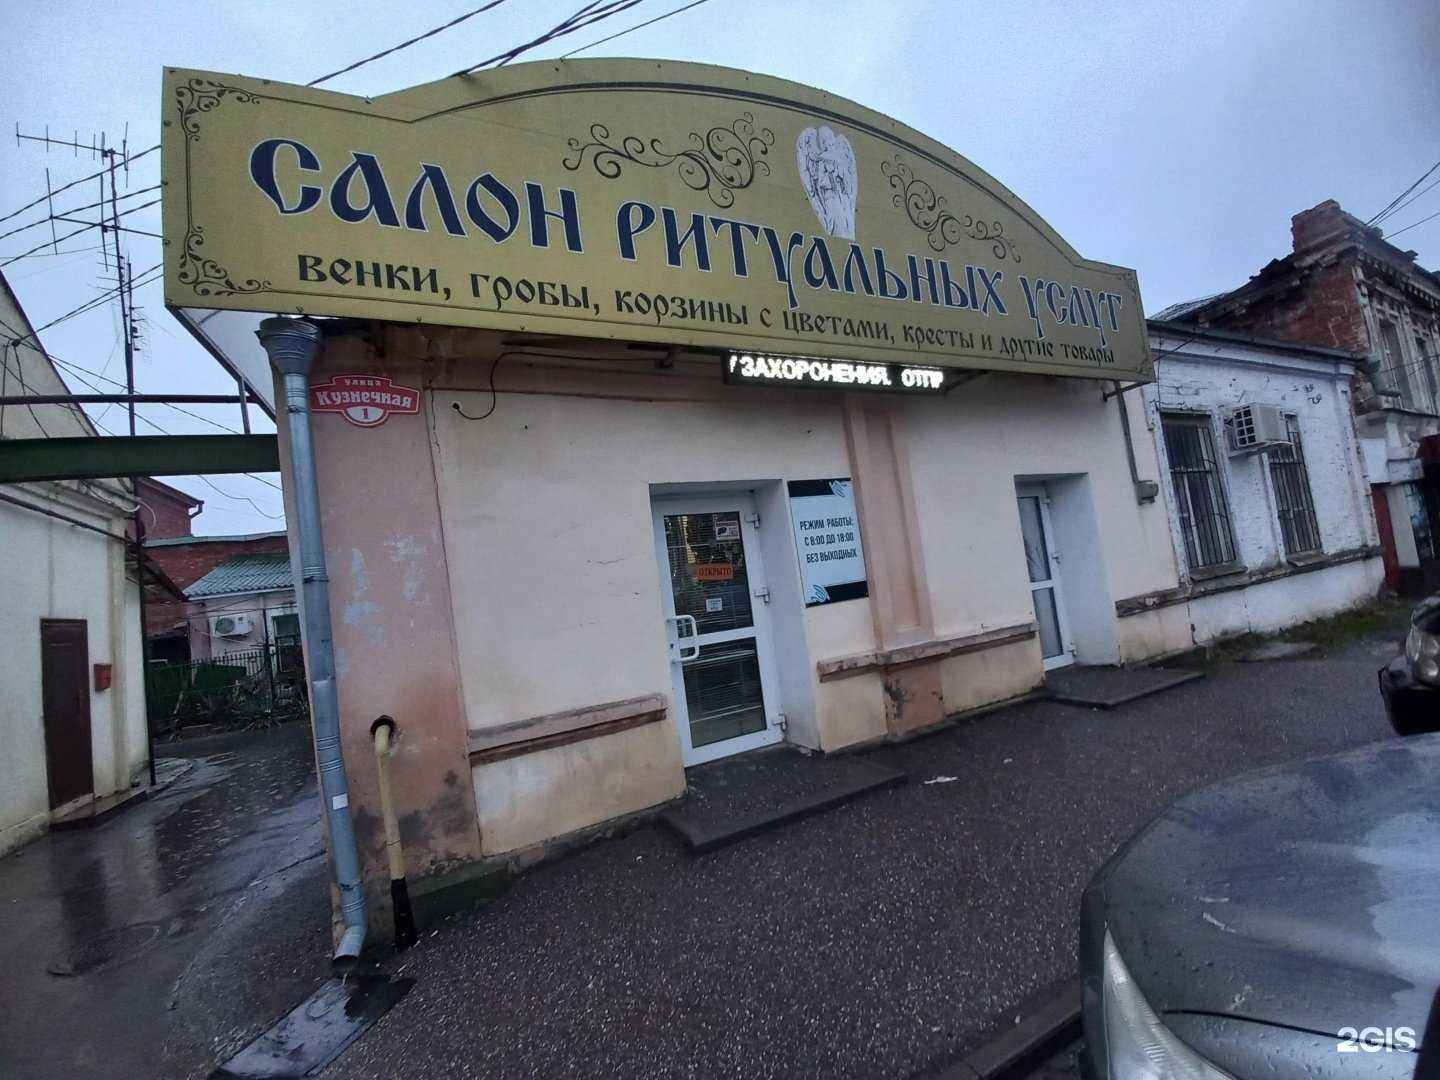 САЛОН РИТУАЛЬНЫХ УСЛУГ
ВЕНКИ, ГРОБЫ, КОРЗИНЫ С ЦВЕТАМИ, КРЕСТЫ И ДРУГИЕ ТОВАРЫ
ЗАХОРОНЕНИЯ. ОТПР
УЛИЦА
Кузнечная
1
РЕЖИМ РАБОТЫ:
С 8:00 ДО 18:00
БЕЗ ВЫХОДНЫХ
ОТКРЫТО
2GIS